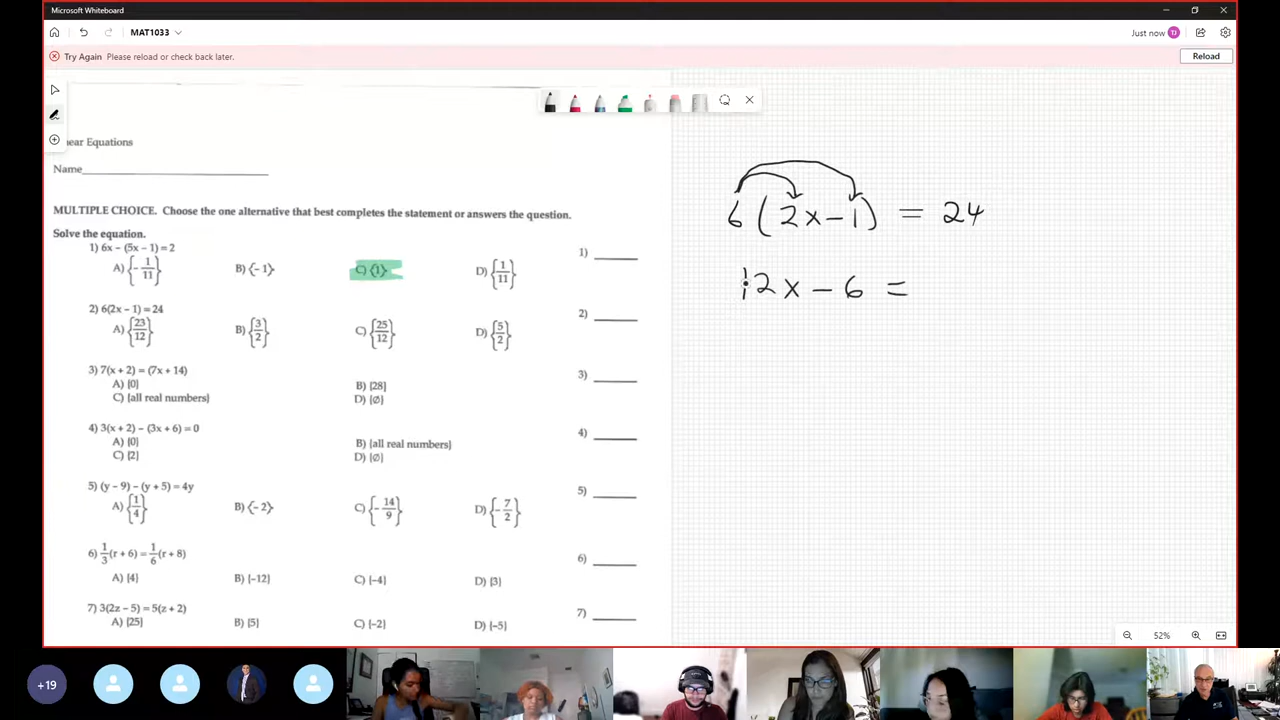 Microsoft Whiteboard
MAT1033
Just now TJ
Try Again Please reload or check back later.
Reload
ear Equations
Name
MULTIPLE CHOICE. Choose the one alternative that best completes the statement or answers the question.
Solve the equation.
1) 6x − (5x − 1) = 2
1)
A) {-1/11}
B) {-1}
C) {1}
D) {1/11}
2) 6(2x − 1) = 24
2)
A) {23/12}
B) {3/2}
C) {25/12}
D) {5/2}
3) 7(x + 2) = (7x + 14)
3)
A) {0}
B) {28}
C) {all real numbers}
D) {∅}
4) 3(x + 2) − (3x + 6) = 0
4)
A) {0}
B) {all real numbers}
C) {2}
D) {∅}
5) (y − 9) − (y + 5) = 4y
5)
A) {1/4}
B) {-2}
C) {-14/9}
D) {-7/2}
6) 1/3(r + 6) = 1/6(r + 8)
6)
A) {4}
B) {-12}
C) {-4}
D) {3}
7) 3(2z − 5) = 5(z + 2)
7)
A) {25}
B) {5}
C) {-2}
D) {-5}
6(2x−1) = 24
12x − 6 =
52%
+19